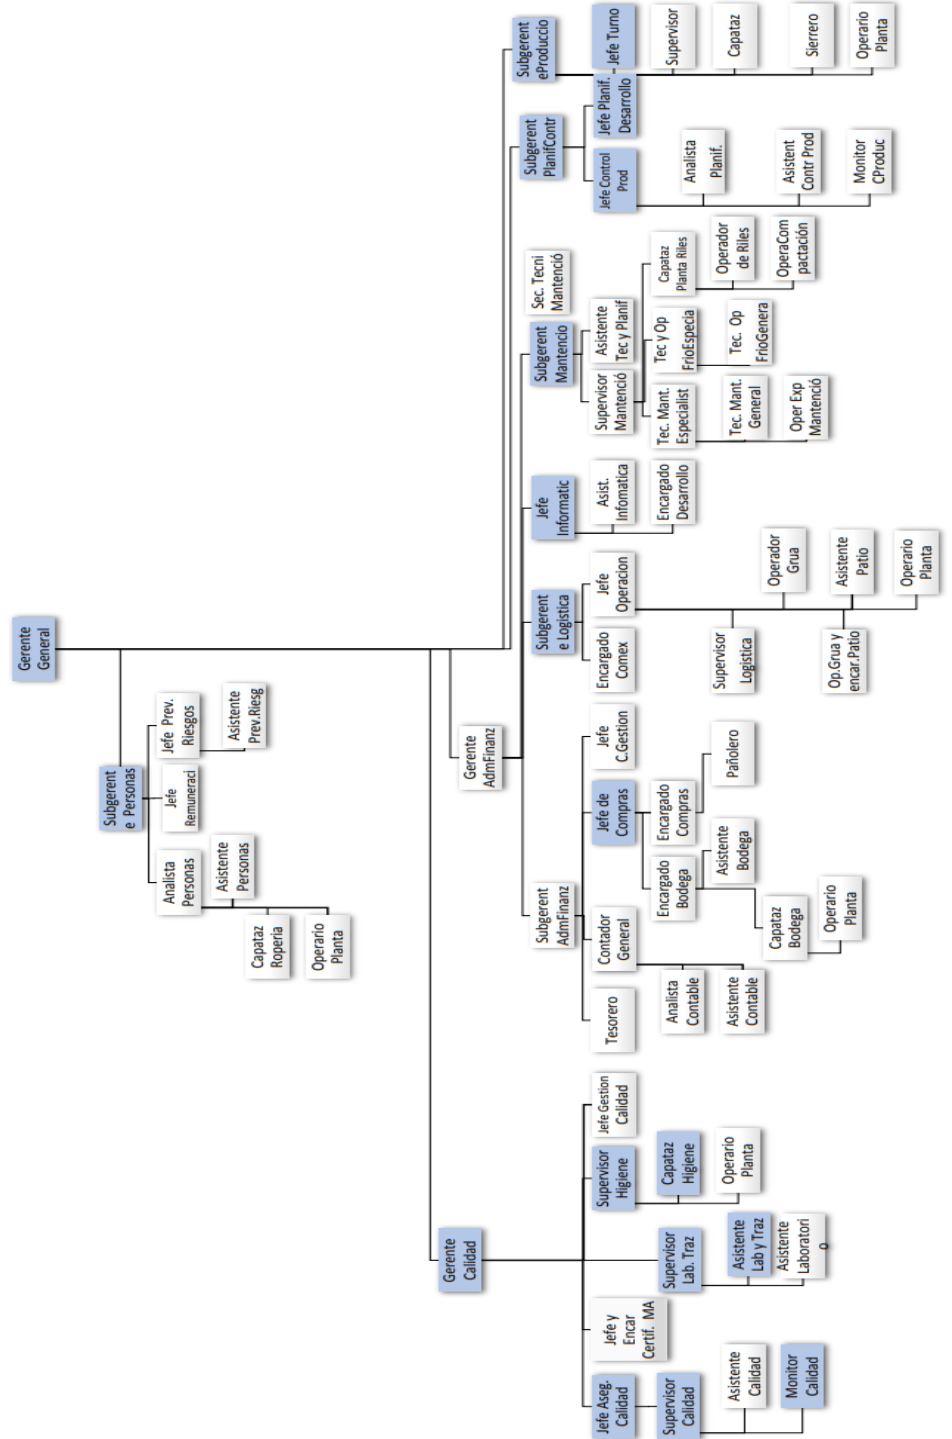 Gerente
General
Subgerent
e Personas
Analista
Personas
Jefe
Remuneraci
Jefe Prev.
Riesgos
Asistente
Personas
Asistente
Prev.Riesg
Capataz
Roperia
Operario
Planta
Gerente
Calidad
Gerente
AdmFinanz
Subgerent
AdmFinanz
Subgerent
e Logistica
Jefe
Informatic
Subgerent
Mantencio
Sec. Tecni
Mantenció
Subgerent
PlanifContr
Subgerent
eProduccio
Jefe Aseg.
Calidad
Jefe y
Encar
Certif. MA
Supervisor
Higiene
Jefe Gestion
Calidad
Tesorero
Contador
General
Jefe de
Compras
Jefe
C.Gestion
Encargado
Comex
Jefe
Operacion
Asist.
Infomatica
Supervisor
Mantenció
Asistente
Tec y Planif
Jefe Control
Prod
Jefe Planif.
Desarrollo
Jefe Turno
Supervisor
Calidad
Supervisor
Lab. Traz
Capataz
Higiene
Analista
Contable
Encargado
Bodega
Encargado
Compras
Encargado
Desarrollo
Tec. Mant.
Especialist
Tec y Op
FrioEspecia
Capataz
Planta Riles
Analista
Planif.
Supervisor
Asistente
Calidad
Asistente
Lab y Traz
Operario
Planta
Asistente
Contable
Asistente
Bodega
Pañolero
Supervisor
Logistica
Tec. Mant.
General
Tec. Op
FrioGenera
Operador
de Riles
Capataz
Monitor
Calidad
Asistente
Laboratori
o
Capataz
Bodega
Operador
Grua
Oper Exp
Mantenció
OperaCom
pactación
Asistent
Contr Prod
Sierrero
Operario
Planta
Op.Grua y
encar.Patio
Asistente
Patio
Monitor
CProduc
Operario
Planta
Operario
Planta